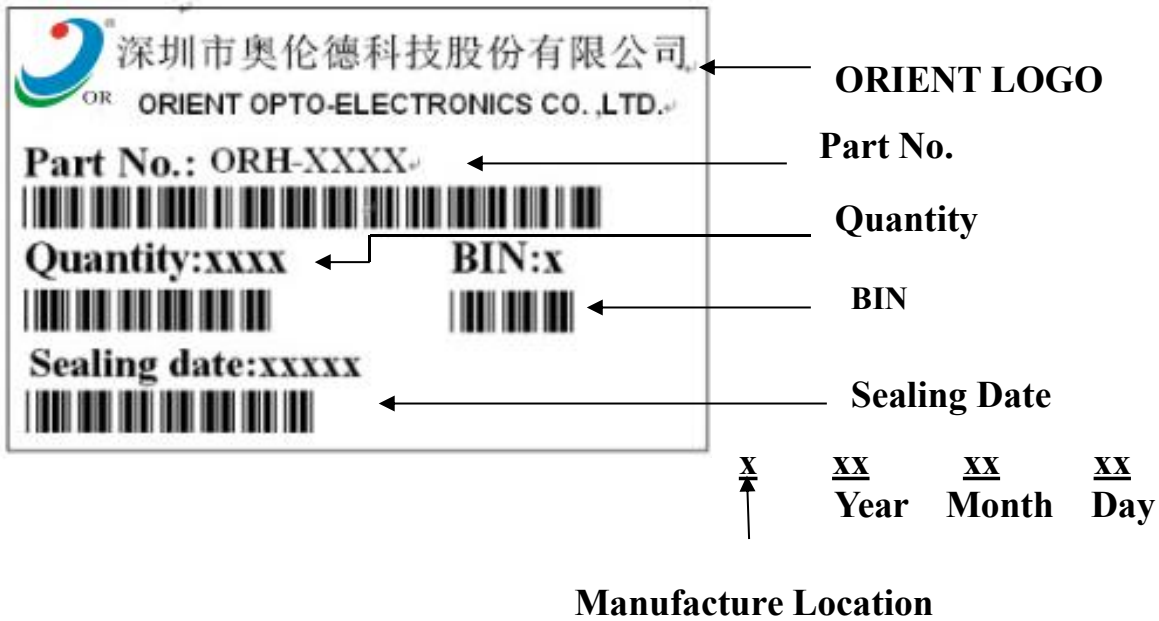 深圳市奥伦德科技股份有限公司
OR
ORIENT OPTO-ELECTRONICS CO. ,LTD.
ORIENT LOGO
Part No.: ORH-XXXX
Part No.
Quantity
Quantity:xxxx
BIN:x
BIN
Sealing date:xxxxx
Sealing Date
x xx xx xx
Year Month Day
Manufacture Location